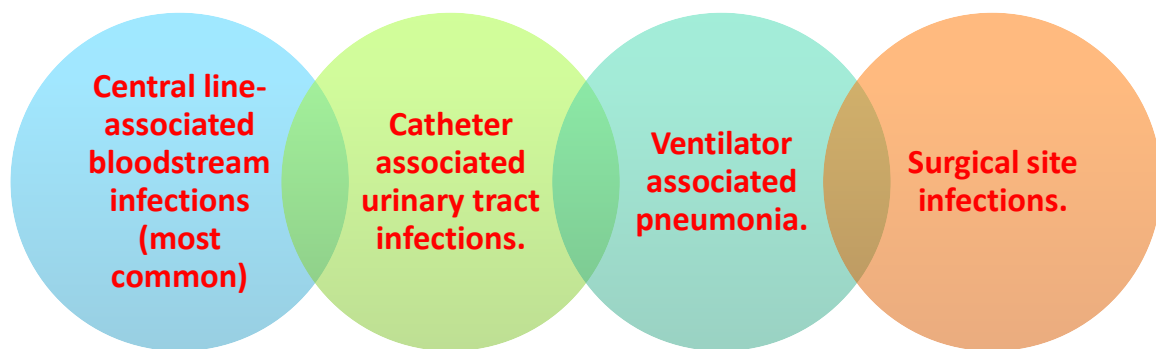 Central line-
associated
bloodstream
infections
(most
common)
Catheter
associated
urinary tract
infections.
Ventilator
associated
pneumonia.
Surgical site
infections.